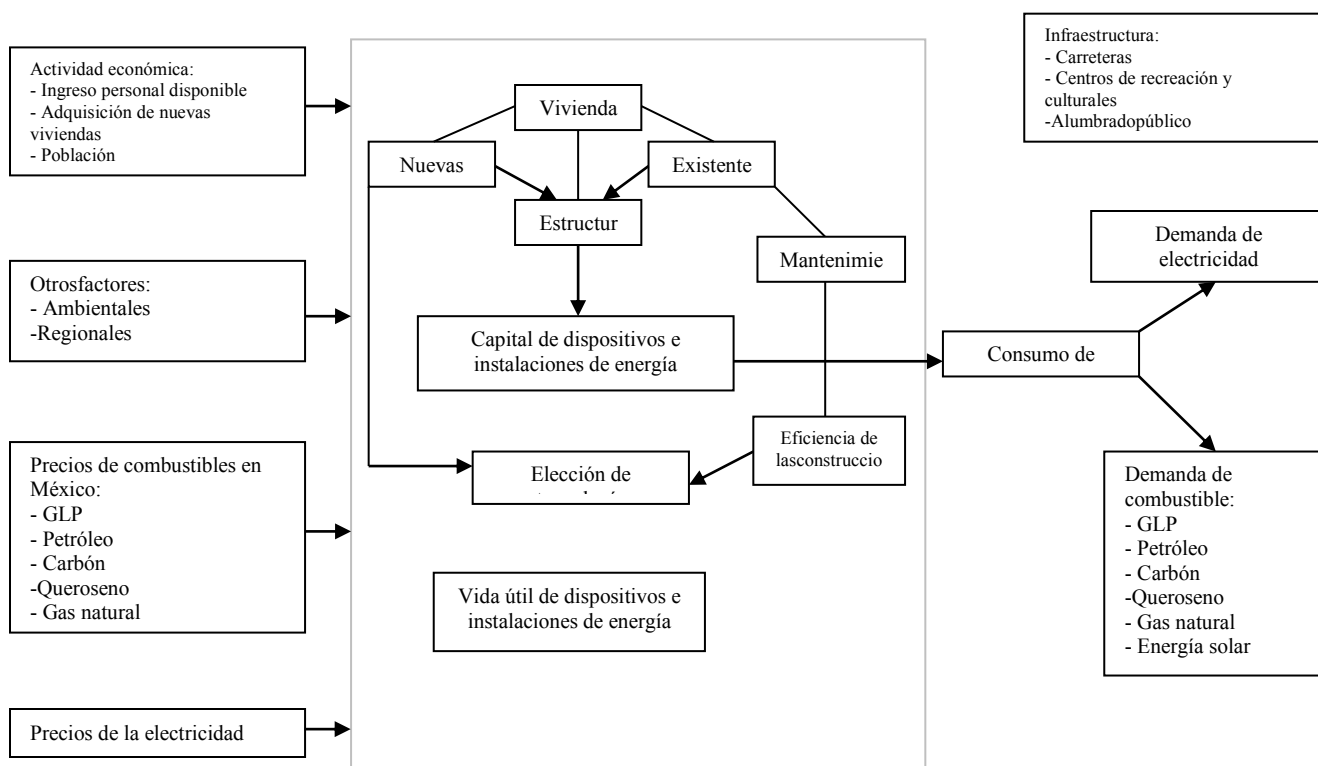 Actividad económica:
- Ingreso personal disponible
- Adquisición de nuevas
viviendas
- Población
Otrosfactores:
- Ambientales
-Regionales
Precios de combustibles en
México:
- GLP
- Petróleo
- Carbón
-Queroseno
- Gas natural
Precios de la electricidad
Vivienda
Nuevas
Existente
Estructur
Mantenimie
Capital de dispositivos e
instalaciones de energía
Eficiencia de
lasconstruccio
Elección de
Vida útil de dispositivos e
instalaciones de energía
Infraestructura:
- Carreteras
- Centros de recreación y
culturales
-Alumbradopúblico
Consumo de
Demanda de
electricidad
Demanda de
combustible:
- GLP
- Petróleo
- Carbón
-Queroseno
- Gas natural
- Energía solar